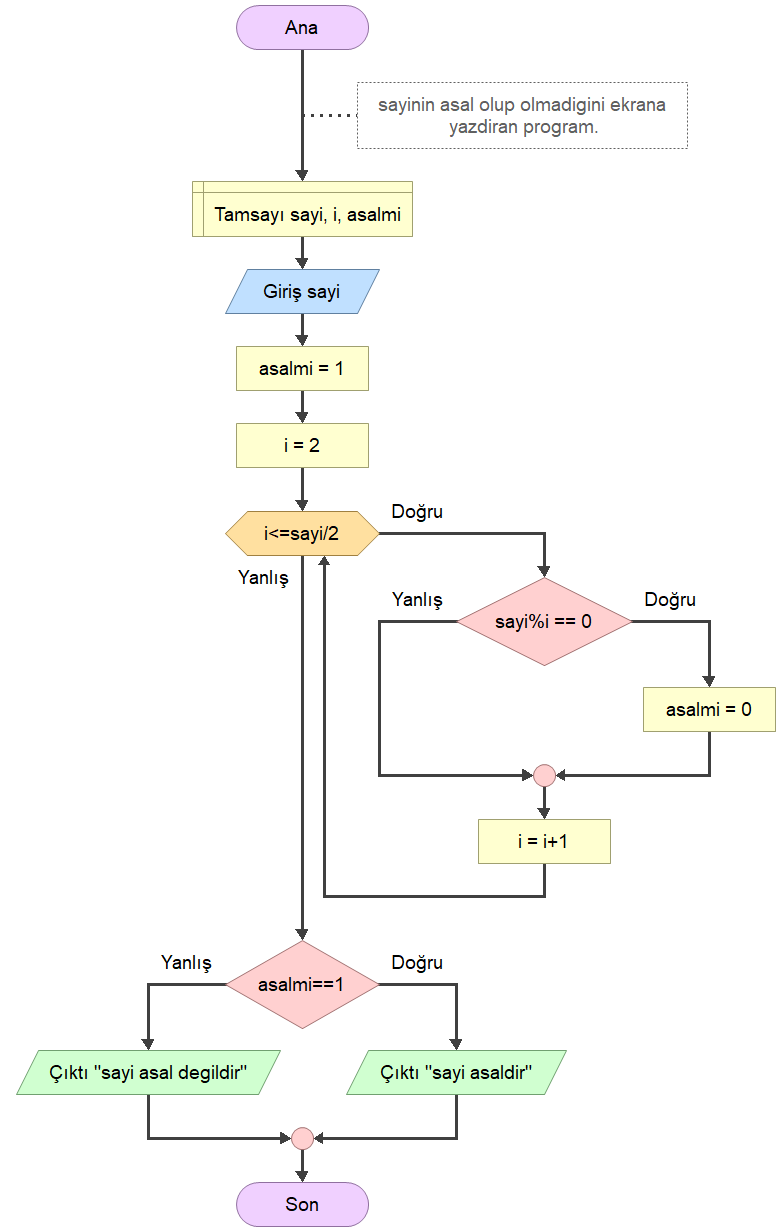 Ana
sayinin asal olup olmadigini ekrana
yazdiran program.
Tamsayı sayi, i, asalmi
Giriş sayi
asalmi = 1
i = 2
i<=sayi/2
Doğru
Yanlış
sayi%i == 0
Yanlış
Doğru
asalmi = 0
i = i+1
asalmi==1
Yanlış
Doğru
Çıktı "sayi asal degildir"
Çıktı "sayi asaldir"
Son